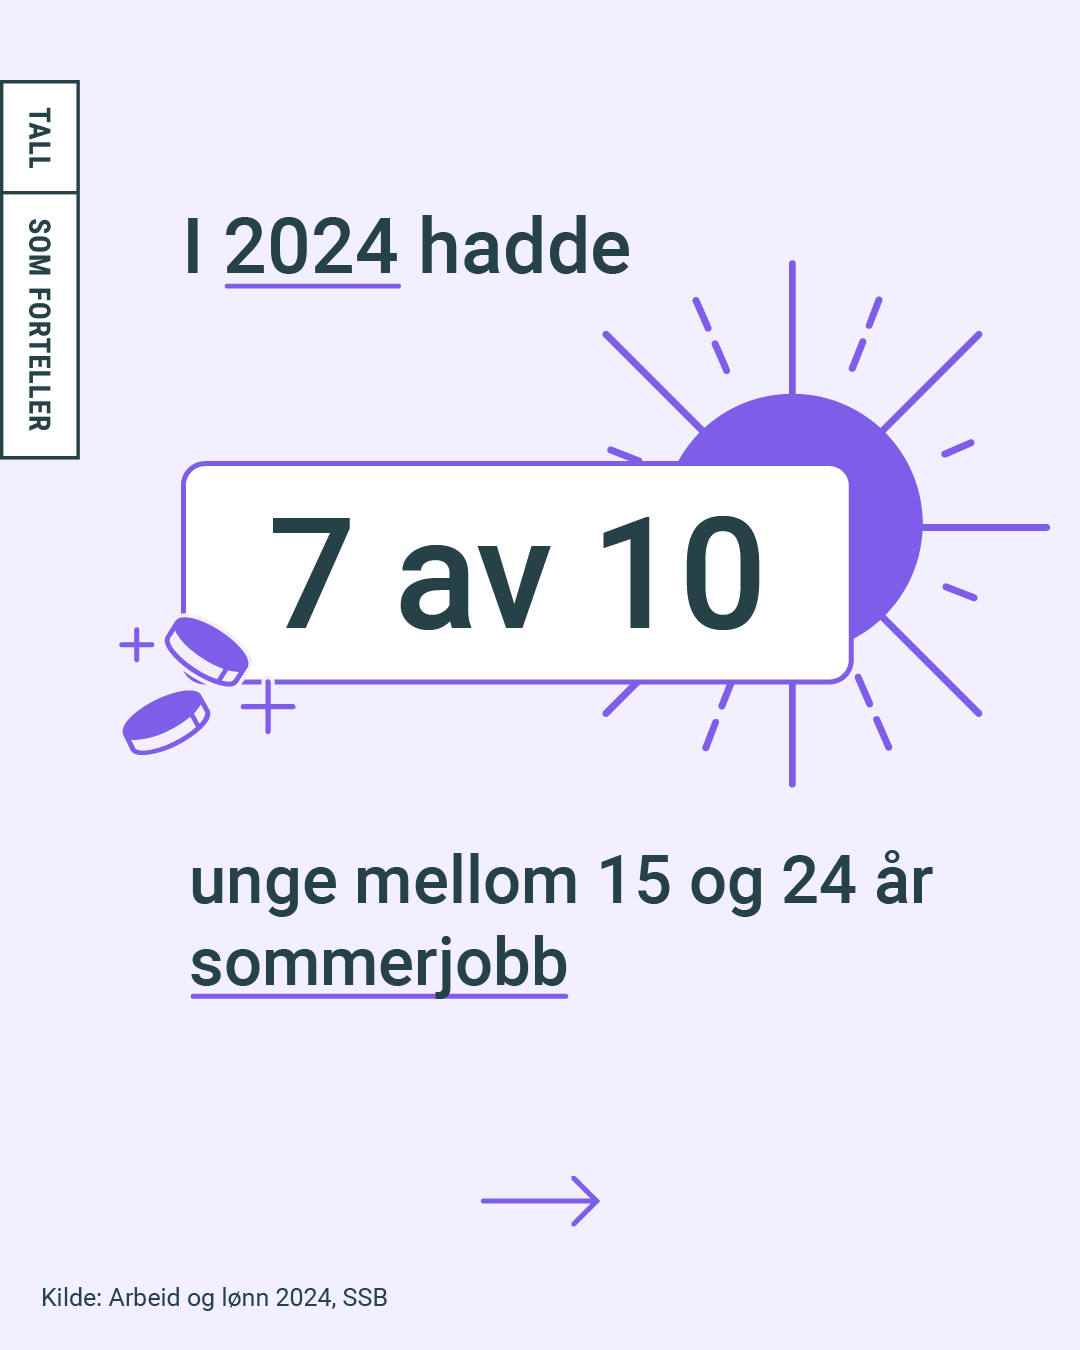 TALL
SOM FORTELLER
I 2024 hadde
7 av 10
unge mellom 15 og 24 år
sommerjobb
Kilde: Arbeid og lønn 2024, SSB